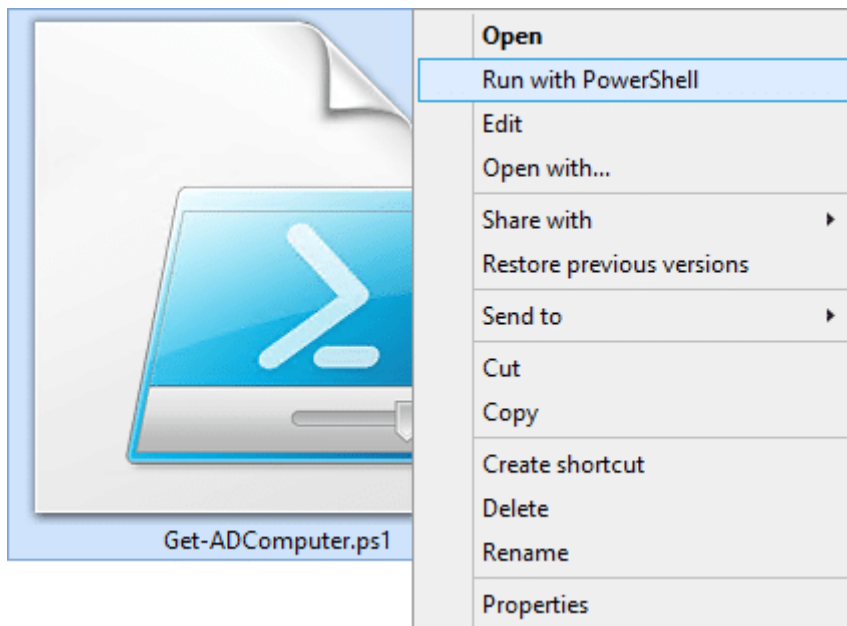 Open
Run with PowerShell
Edit
Open with...
Share with
Restore previous versions
Send to
Cut
Copy
Create shortcut
Delete
Rename
Properties
Get-ADComputer.ps1